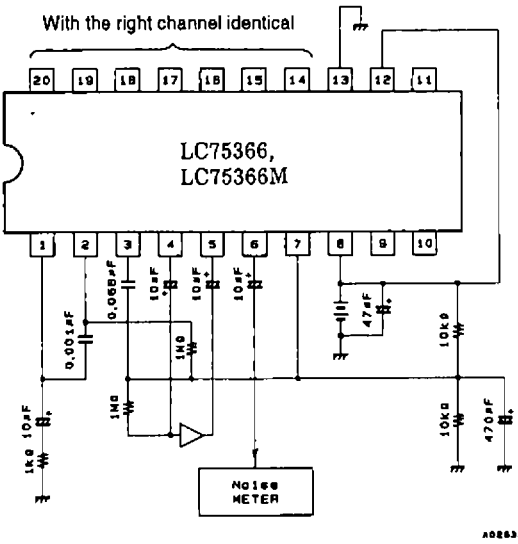 With the right channel identical
20 19 18 17 16 15 14 13 12 11
LC75366,
LC75366M
1 2 3 4 5 6 7 8 9 10
0.001µF
0.068µF
10µF
10µF
10µF
47µF
1MΩ
1MΩ
10kΩ
10kΩ
470µF
10µF
1kΩ
Noise
METER
A0263